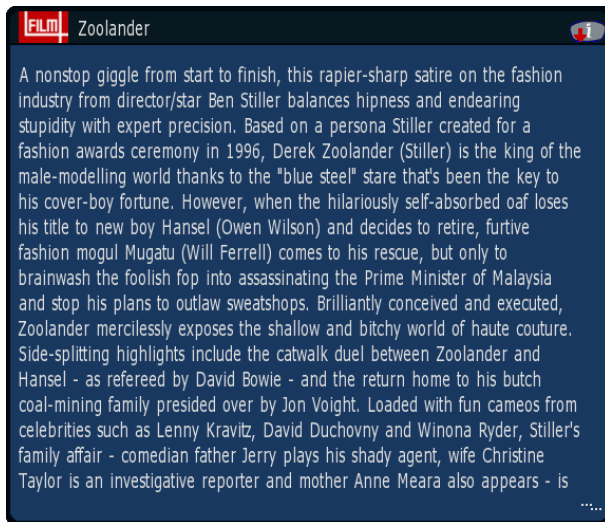 FILM Zoolander i
A nonstop giggle from start to finish, this rapier-sharp satire on the fashion
industry from director/star Ben Stiller balances hipness and endearing
stupidity with expert precision. Based on a persona Stiller created for a
fashion awards ceremony in 1996, Derek Zoolander (Stiller) is the king of the
male-modelling world thanks to the "blue steel" stare that's been the key to
his cover-boy fortune. However, when the hilariously self-absorbed oaf loses
his title to new boy Hansel (Owen Wilson) and decides to retire, furtive
fashion mogul Mugatu (Will Ferrell) comes to his rescue, but only to
brainwash the foolish fop into assassinating the Prime Minister of Malaysia
and stop his plans to outlaw sweatshops. Brilliantly conceived and executed,
Zoolander mercilessly exposes the shallow and bitchy world of haute couture.
Side-splitting highlights include the catwalk duel between Zoolander and
Hansel - as refereed by David Bowie - and the return home to his butch
coal-mining family presided over by Jon Voight. Loaded with fun cameos from
celebrities such as Lenny Kravitz, David Duchovny and Winona Ryder, Stiller's
family affair - comedian father Jerry plays his shady agent, wife Christine
Taylor is an investigative reporter and mother Anne Meara also appears - is
...